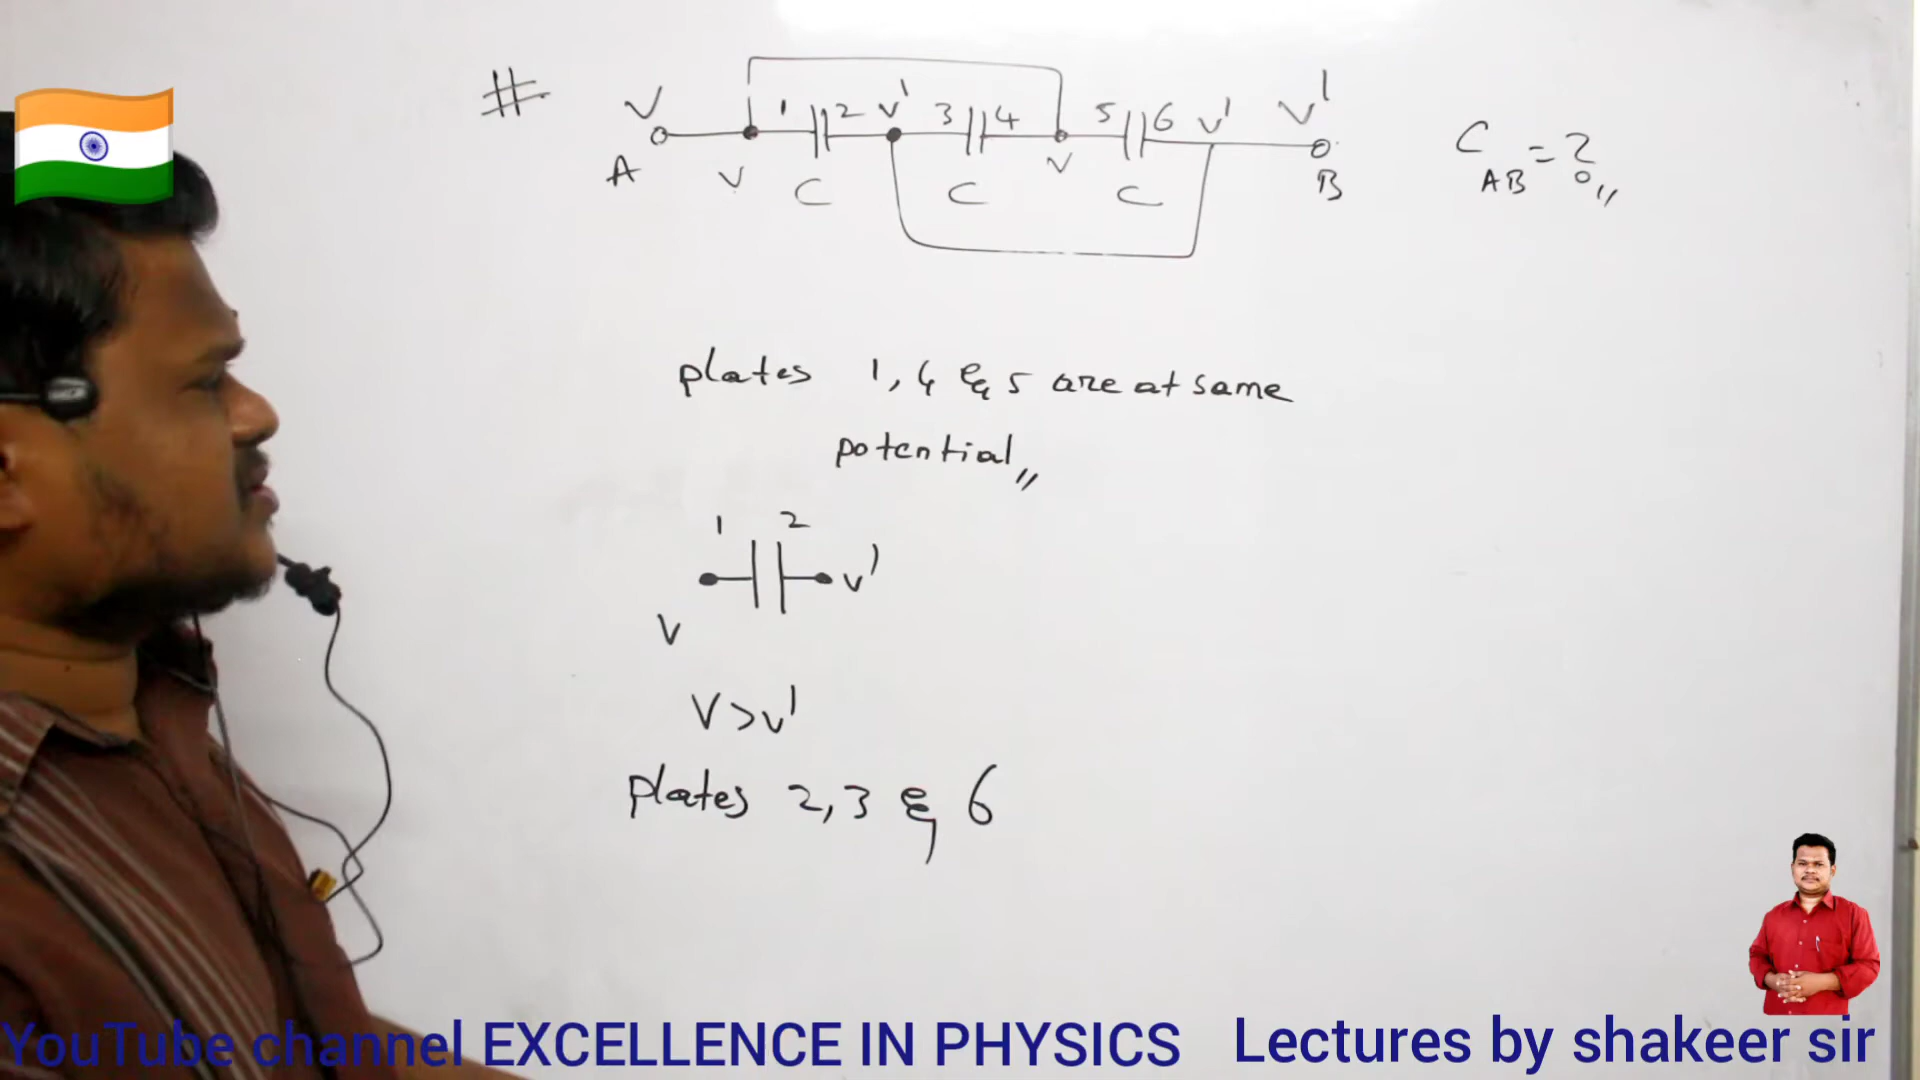 #
V 1 2 V' 3 4 5 6 V' V'
A V C C V C B
C AB = ?
plates 1, 4 & 5 are at same
potential
1 2
V V'
V > V'
plates 2, 3 & 6
YouTube channel EXCELLENCE IN PHYSICS Lectures by shakeer sir